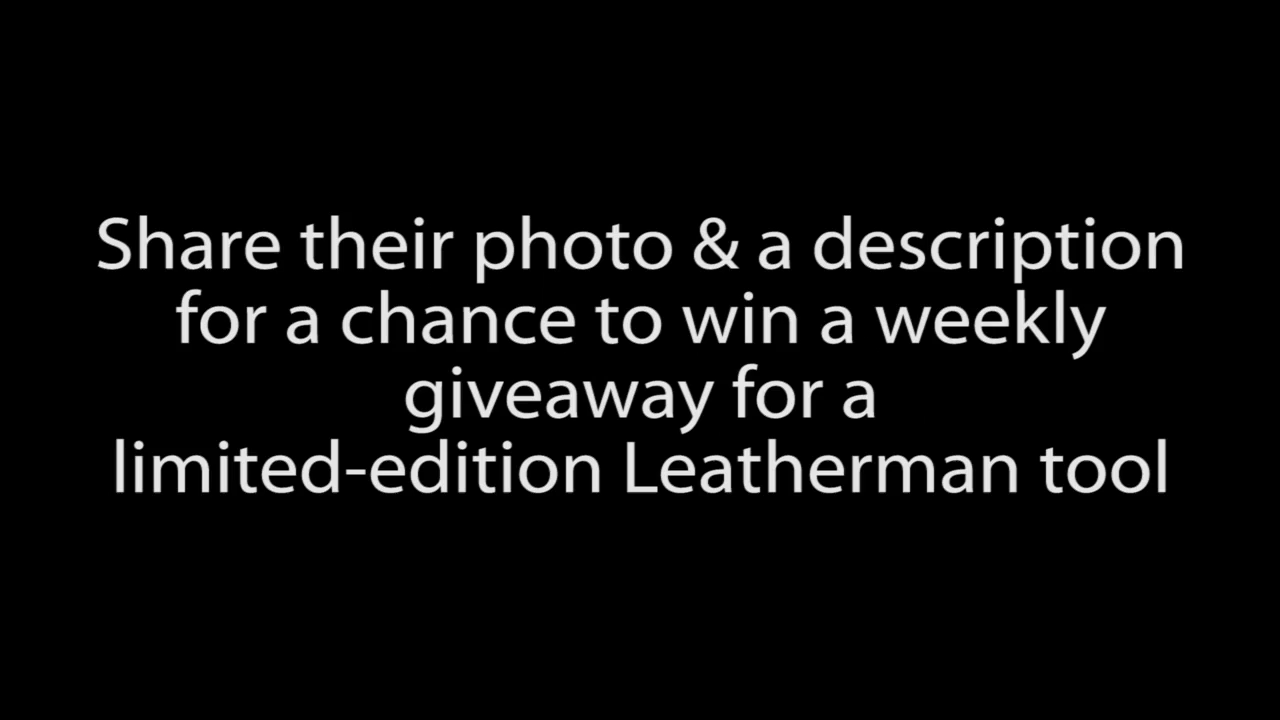 Share their photo & a description
for a chance to win a weekly
giveaway for a
limited-edition Leatherman tool